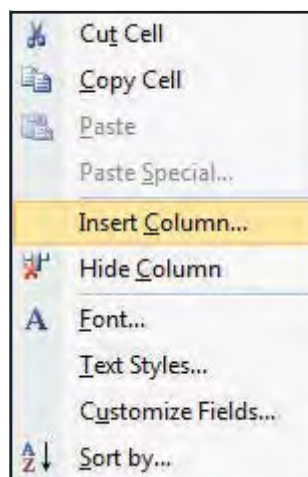 Cut Cell
Copy Cell
Paste
Paste Special...
Insert Column...
Hide Column
Font...
Text Styles...
Customize Fields...
Sort by...